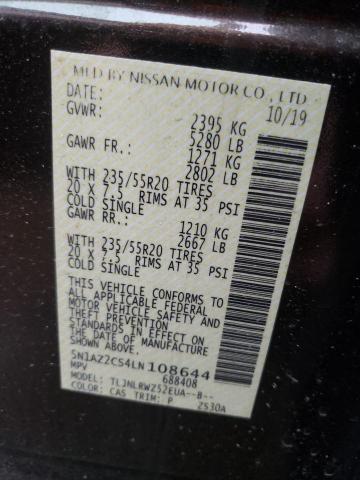 MFD BY NISSAN MOTOR CO., LTD
DATE: 10/19
GVWR: 2395 KG
5280 LB
GAWR FR.: 1271 KG
2802 LB
WITH 235/55R20 TIRES
20 X 7.5 RIMS AT 35 PSI
COLD SINGLE
GAWR RR.: 1210 KG
2667 LB
WITH 235/55R20 TIRES
20 X 7.5 RIMS AT 35 PSI
COLD SINGLE
THIS VEHICLE CONFORMS TO
ALL APPLICABLE FEDERAL
MOTOR VEHICLE SAFETY AND
THEFT PREVENTION
STANDARDS IN EFFECT ON
THE DATE OF MANUFACTURE
SHOWN ABOVE.
5N1AZ2CS4LN108644
MPV 688408
MODEL: TLJNLRWZ52EUA--B--
COLOR: CAS TRIM: P 2S30A